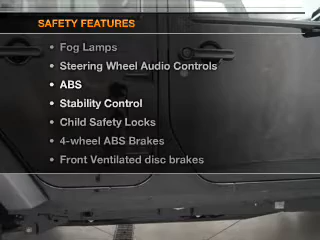 SAFETY FEATURES
• Fog Lamps
• Steering Wheel Audio Controls
• ABS
• Stability Control
• Child Safety Locks
• 4-wheel ABS Brakes
• Front Ventilated disc brakes